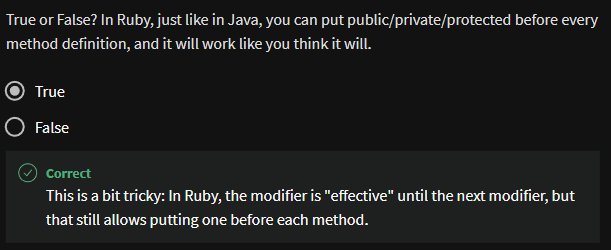 True or False? In Ruby, just like in Java, you can put public/private/protected before every
method definition, and it will work like you think it will.
True
False
Correct
This is a bit tricky: In Ruby, the modifier is "effective" until the next modifier, but
that still allows putting one before each method.